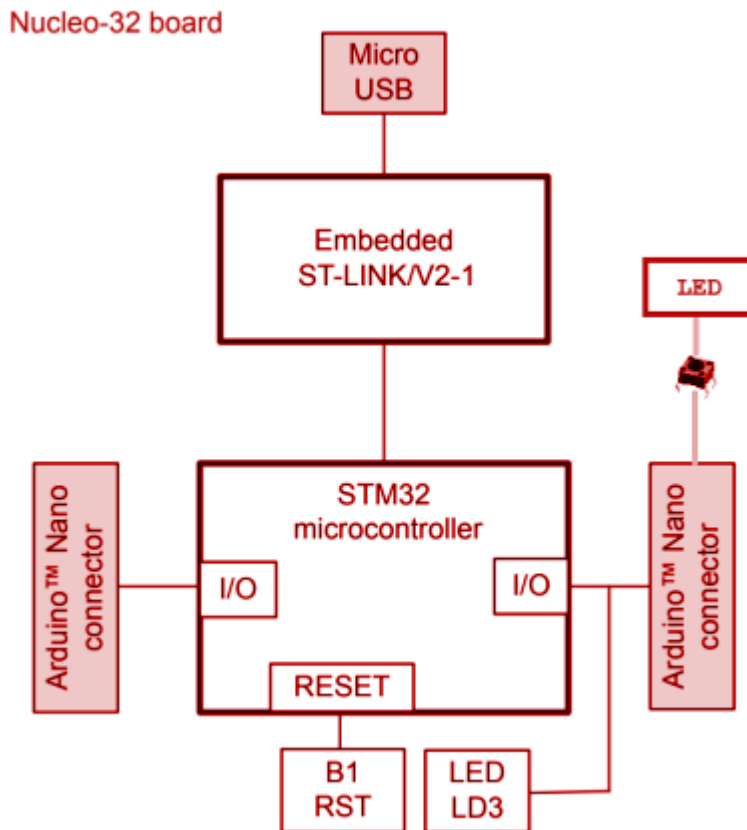 Nucleo-32 board
Micro
USB
Embedded
ST-LINK/V2-1
LED
Arduino™ Nano
connector
STM32
microcontroller
I/O
I/O
Arduino™ Nano
connector
RESET
B1
RST
LED
LD3